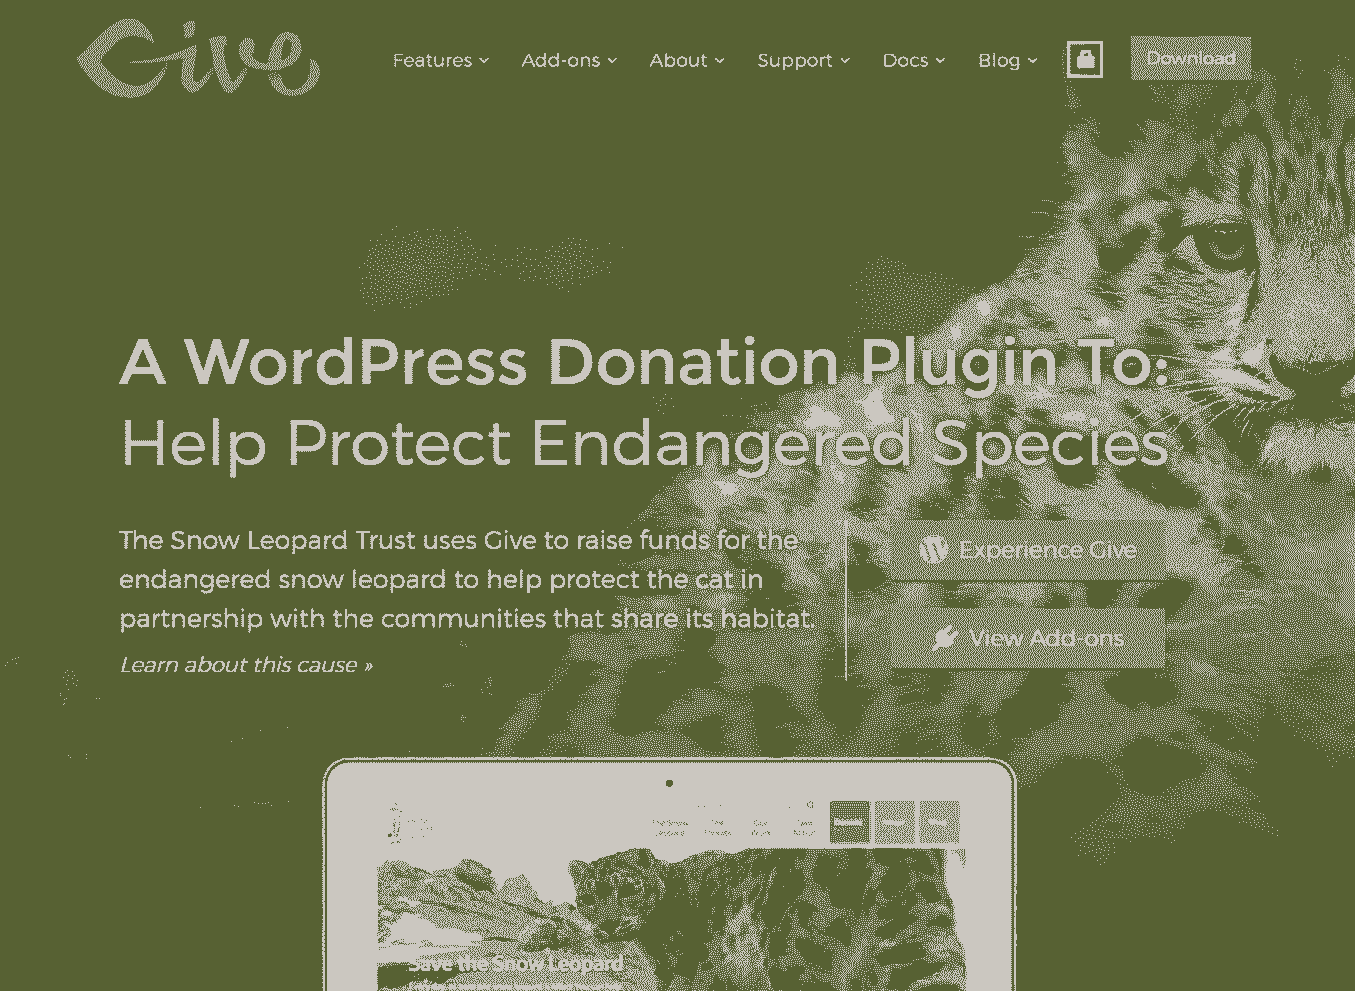 Give
Features Add-ons About Support Docs Blog Download
A WordPress Donation Plugin To:
Help Protect Endangered Species
The Snow Leopard Trust uses Give to raise funds for the
endangered snow leopard to help protect the cat in
partnership with the communities that share its habitat.
Learn about this cause »
Experience Give
View Add-ons
Save the Snow Leopard